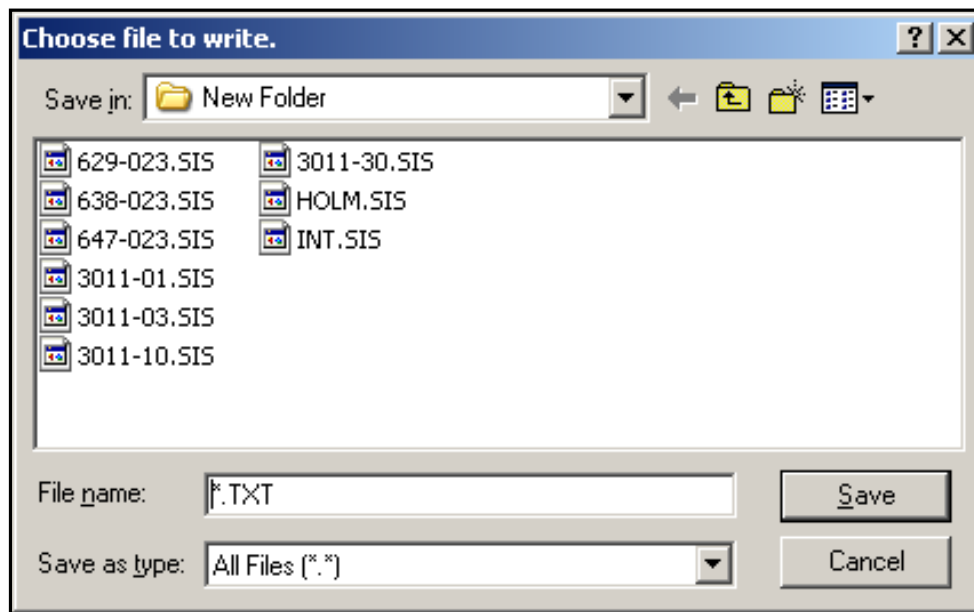 Choose file to write.
Save in: New Folder
629-023.SIS
638-023.SIS
647-023.SIS
3011-01.SIS
3011-03.SIS
3011-10.SIS
3011-30.SIS
HOLM.SIS
INT.SIS
File name: *.TXT
Save
Save as type: All Files (*.*)
Cancel